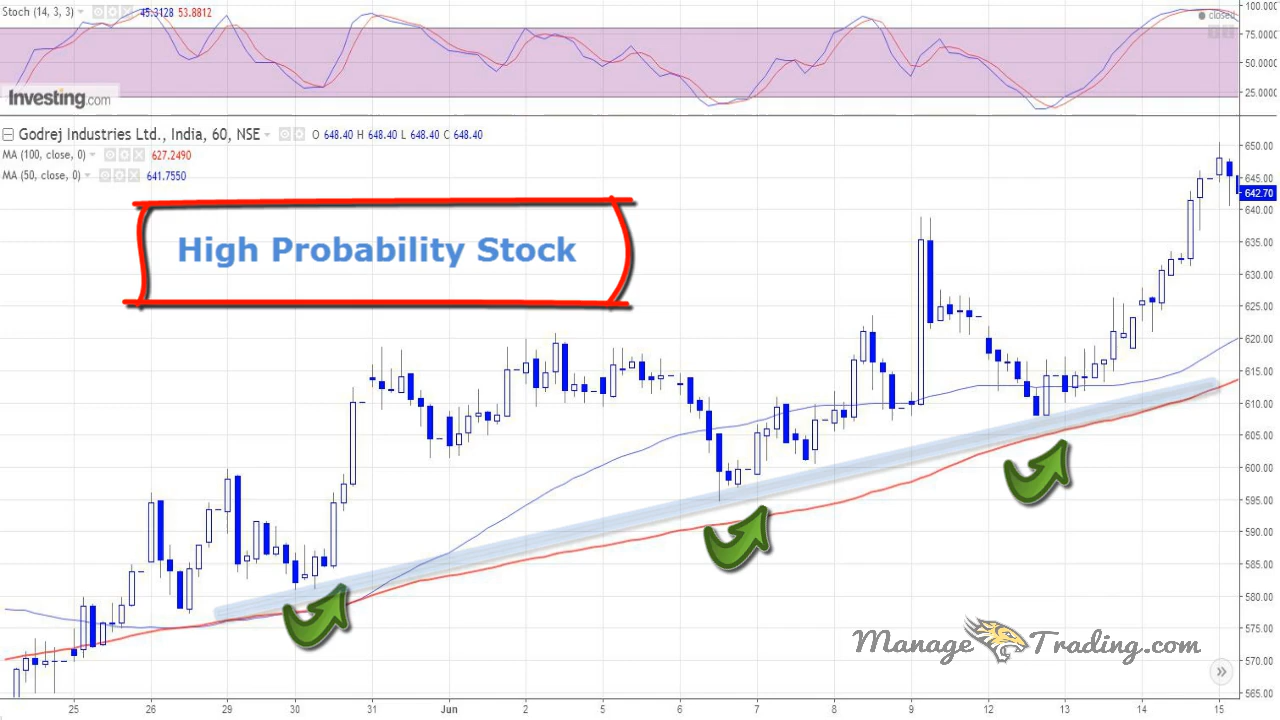 Stoch (14, 3, 3) 45.3128 53.8812
100.000
closed
75.0000
50.0000
25.0000
Investing.com
Godrej Industries Ltd., India, 60, NSE O 648.40 H 648.40 L 648.40 C 648.40
MA (100, close, 0) 627.2490
MA (50, close, 0) 641.7550
High Probability Stock
650.00
645.00
642.70
640.00
635.00
630.00
625.00
620.00
615.00
610.00
605.00
600.00
595.00
590.00
585.00
580.00
575.00
570.00
565.00
ManageTrading.com
25 26 29 30 31 Jun 2 5 6 7 8 9 12 13 14 15